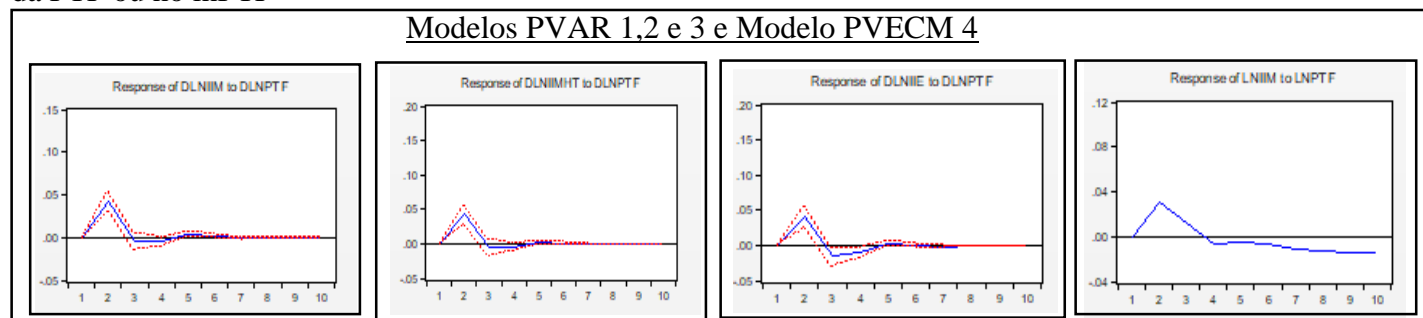 Modelos PVAR 1,2 e 3 e Modelo PVECM 4
Response of DLNIIM to DLNPTF
.15
.10
.05
.00
-.05
1 2 3 4 5 6 7 8 9 10
Response of DLNIIMHT to DLNPTF
.20
.15
.10
.05
.00
-.05
1 2 3 4 5 6 7 8 9 10
Response of DLNIIE to DLNPTF
.20
.15
.10
.05
.00
-.05
1 2 3 4 5 6 7 8 9 10
Response of LNIIM to LNPTF
.12
.08
.04
.00
-.04
1 2 3 4 5 6 7 8 9 10